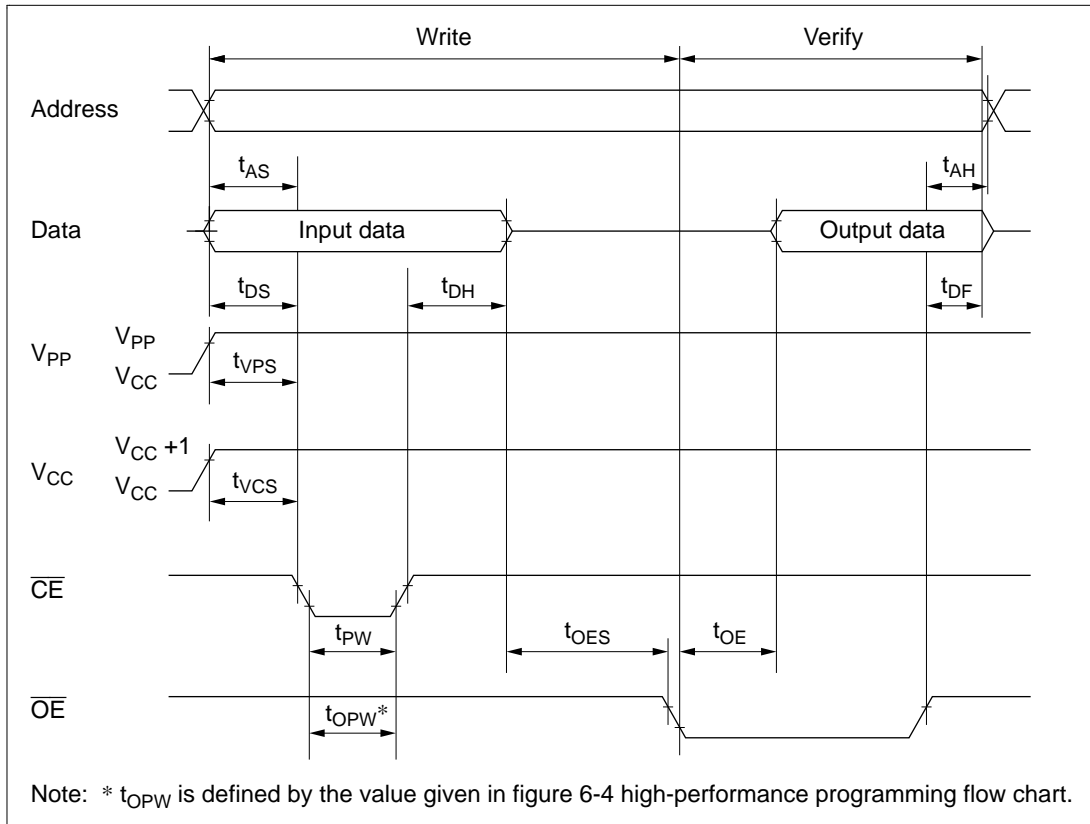 Write Verify
Address
tAS tAH
Data Input data Output data
tDS tDH tDF
VPP VPP
VCC
tVPS
VCC VCC +1
VCC
tVCS
CE
tPW tOES tOE
OE
tOPW*
Note: * tOPW is defined by the value given in figure 6-4 high-performance programming flow chart.